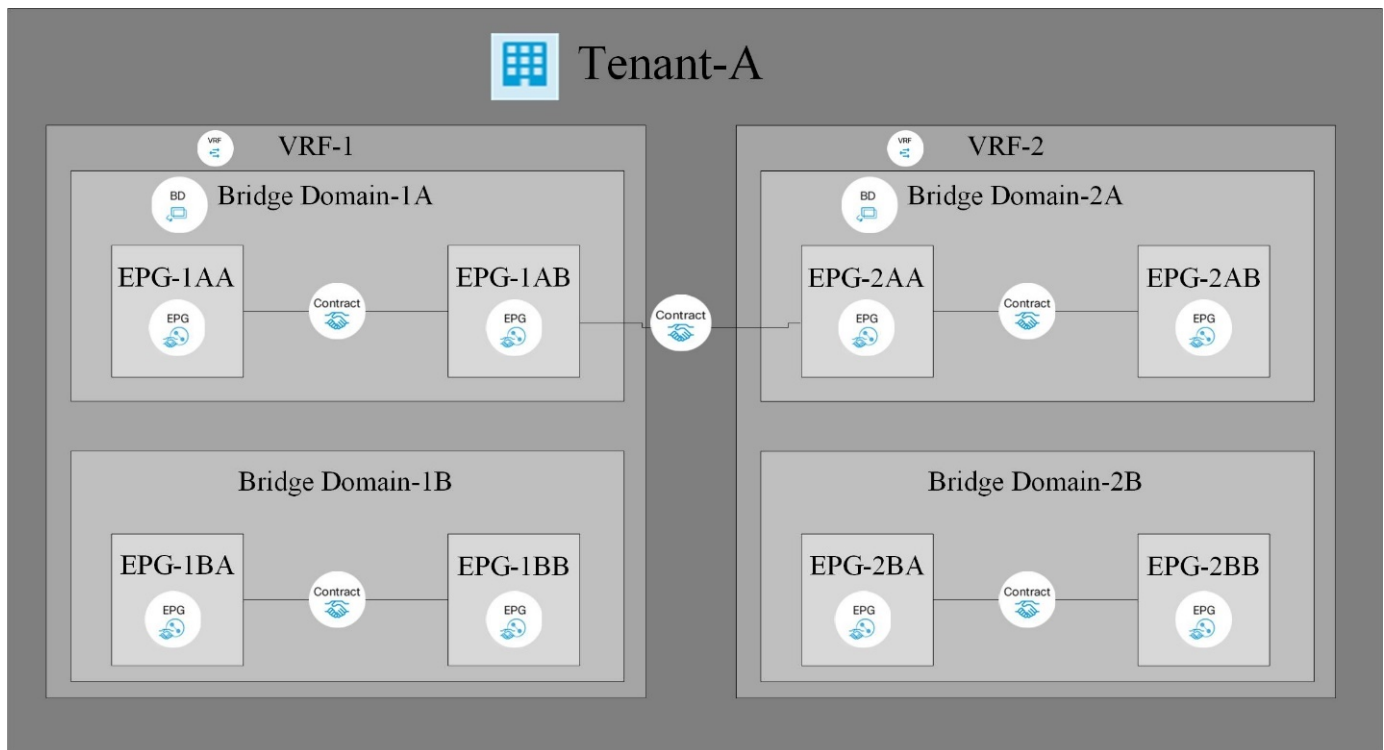 Tenant-A
VRF
VRF-1
VRF
VRF-2
BD
Bridge Domain-1A
BD
Bridge Domain-2A
EPG-1AA
EPG
Contract
EPG-1AB
EPG
Contract
EPG-2AA
EPG
Contract
EPG-2AB
EPG
Bridge Domain-1B
Bridge Domain-2B
EPG-1BA
EPG
Contract
EPG-1BB
EPG
EPG-2BA
EPG
Contract
EPG-2BB
EPG